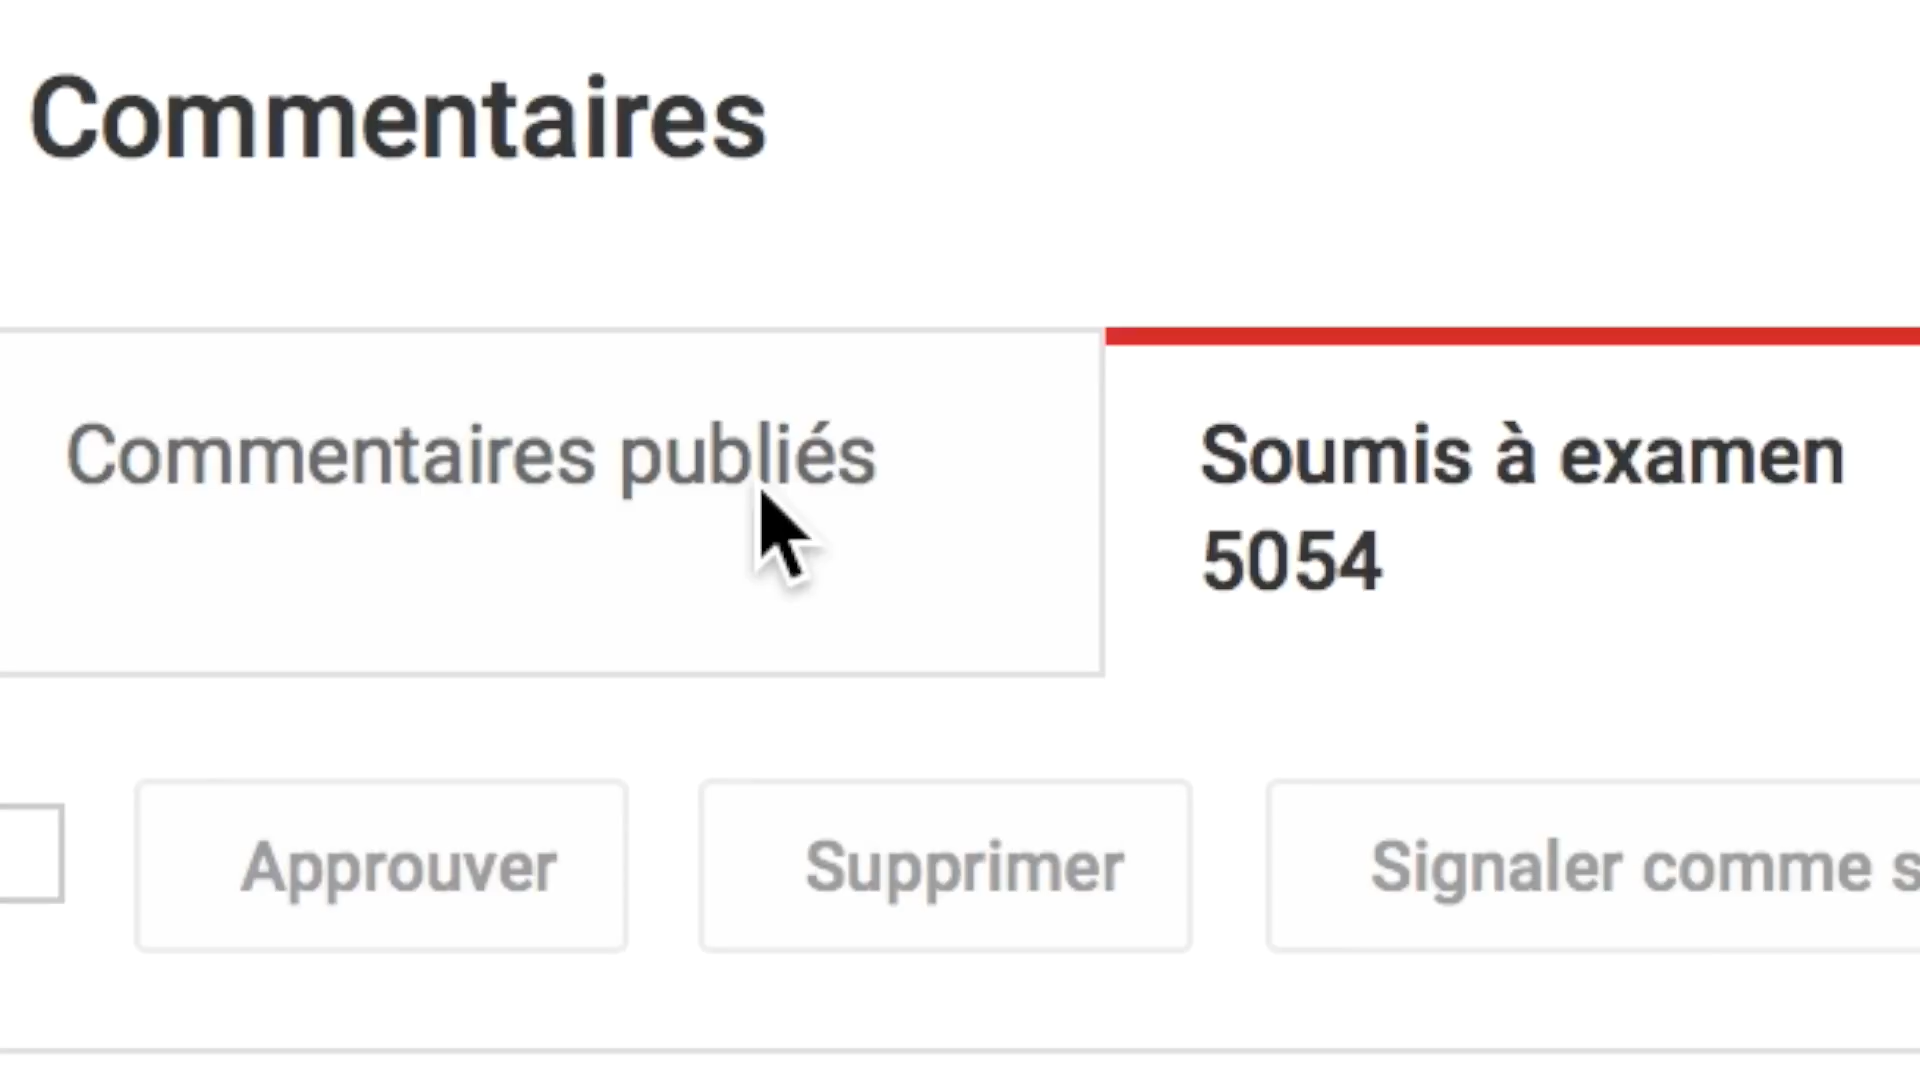 Commentaires
Commentaires publiés
Soumis à examen
5054
Approuver
Supprimer
Signaler comme